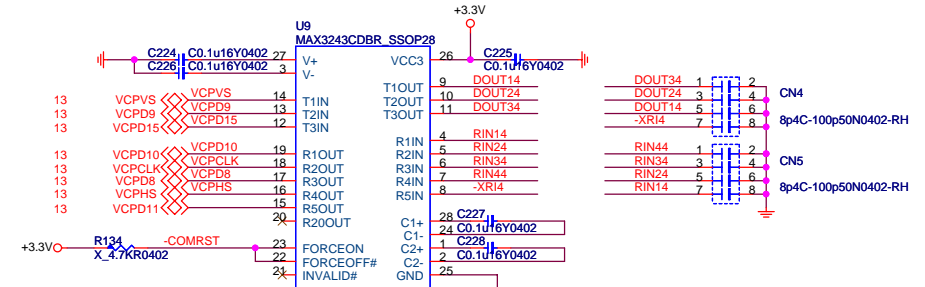 +3.3V
U9
MAX3243CDBR_SSOP28
C224 C0.1u16Y0402 27 V+ VCC3 26 C225
C226 C0.1u16Y0402 3 V- C0.1u16Y0402
T1OUT 9 DOUT14 DOUT34 1 2 CN4
13 VCPVS VCPVS 14 T1IN T2OUT 10 DOUT24 DOUT24 3 4
13 VCPD9 VCPD9 13 T2IN T3OUT 11 DOUT34 DOUT14 5 6
13 VCPD15 VCPD15 12 T3IN -XRI4 7 8 8p4C-100p50N0402-RH
R1IN 4 RIN14
13 VCPD10 VCPD10 19 R1OUT R2IN 5 RIN24 RIN44 1 2
13 VCPCLK VCPCLK 18 R2OUT R3IN 6 RIN34 RIN34 3 4 CN5
13 VCPD8 VCPD8 17 R3OUT R4IN 7 RIN44 RIN24 5 6
13 VCPHS VCPHS 16 R4OUT R5IN 8 -XRI4 RIN14 7 8 8p4C-100p50N0402-RH
13 VCPD11 15 R5OUT
20 R2OOUT C1+ 28 C227
C1- 24 C0.1u16Y0402
+3.3V R134 -COMRST 23 FORCEON C2+ 1 C228
X_4.7KR0402 22 FORCEOFF# C2- 2 C0.1u16Y0402
21 INVALID# GND 25